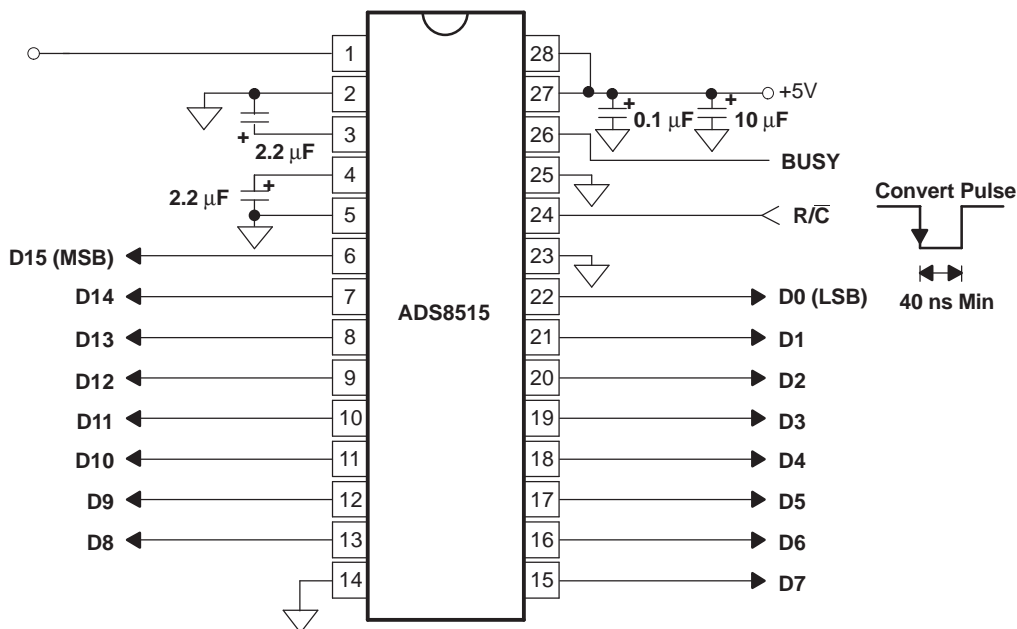 1
2
3
4
5
6
7
8
9
10
11
12
13
14
28
27
26
25
24
23
22
21
20
19
18
17
16
15
ADS8515
+
2.2 μF
2.2 μF
+
D15 (MSB)
D14
D13
D12
D11
D10
D9
D8
+5V
+
0.1 μF
+
10 μF
BUSY
R/C̅
D0 (LSB)
D1
D2
D3
D4
D5
D6
D7
Convert Pulse
40 ns Min